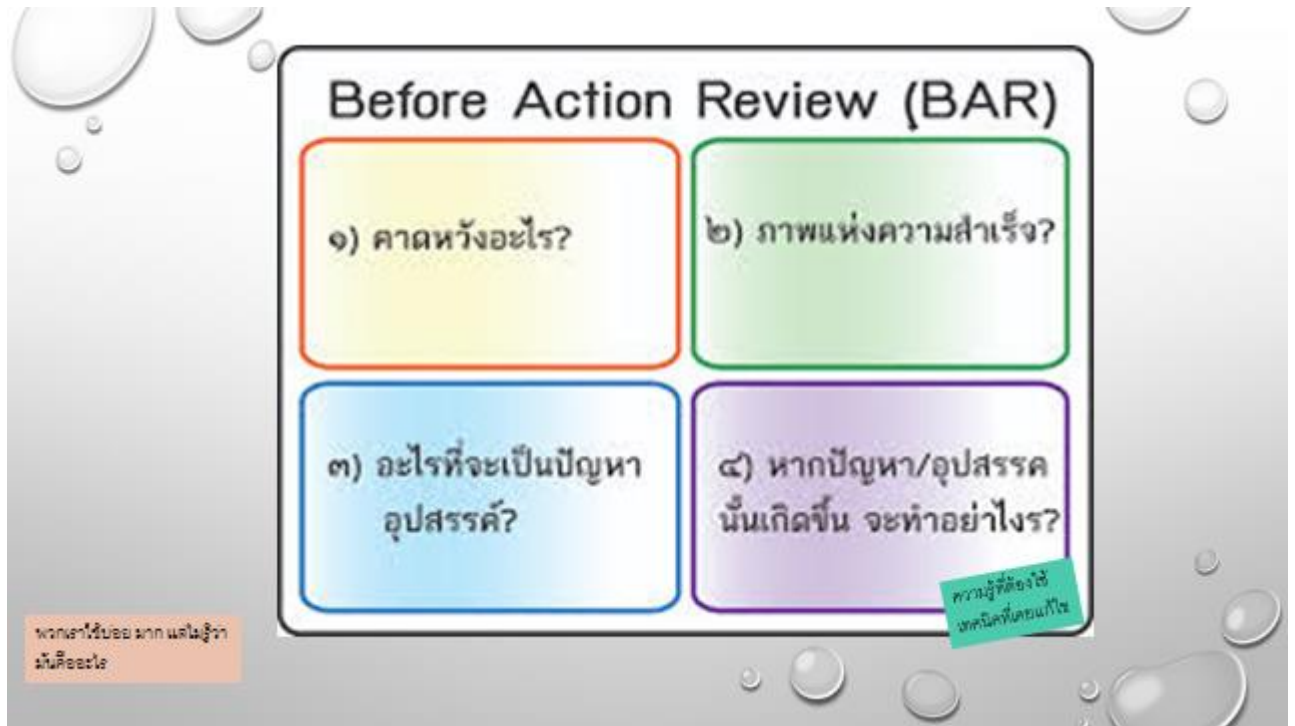 Before Action Review (BAR)
๑) คาดหวังอะไร?
๒) ภาพแห่งความสำเร็จ?
๓) อะไรที่จะเป็นปัญหา
อุปสรรค์?
๔) หากปัญหา/อุปสรรค
นั้นเกิดขึ้น จะทำอย่าไงร?
ความรู้ที่ต้องใช้
เทคนิคที่เคยแก้ไข
พวกเราใช้บ่อย มาก แต่ไม่รู้ว่า
มันคืออะไร